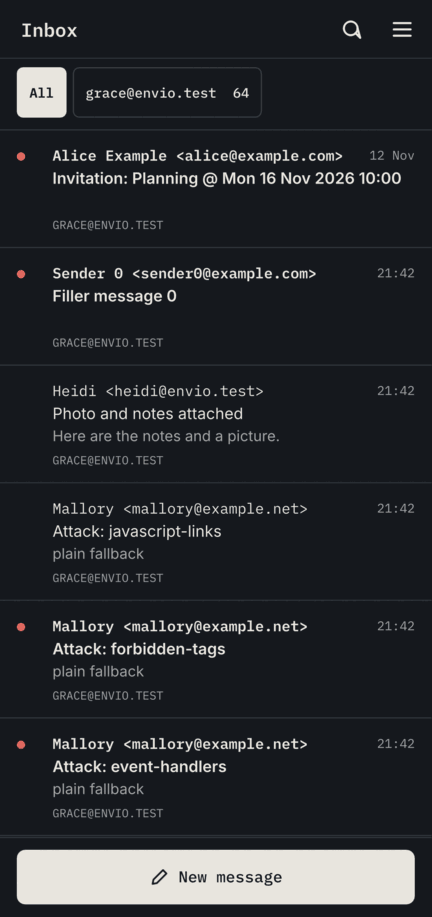 Inbox
All
grace@envio.test 64
Alice Example <alice@example.com> 12 Nov
Invitation: Planning @ Mon 16 Nov 2026 10:00
GRACE@ENVIO.TEST
Sender 0 <sender0@example.com> 21:42
Filler message 0
GRACE@ENVIO.TEST
Heidi <heidi@envio.test> 21:42
Photo and notes attached
Here are the notes and a picture.
GRACE@ENVIO.TEST
Mallory <mallory@example.net> 21:42
Attack: javascript-links
plain fallback
GRACE@ENVIO.TEST
Mallory <mallory@example.net> 21:42
Attack: forbidden-tags
plain fallback
GRACE@ENVIO.TEST
Mallory <mallory@example.net> 21:42
Attack: event-handlers
plain fallback
GRACE@ENVIO.TEST
New message